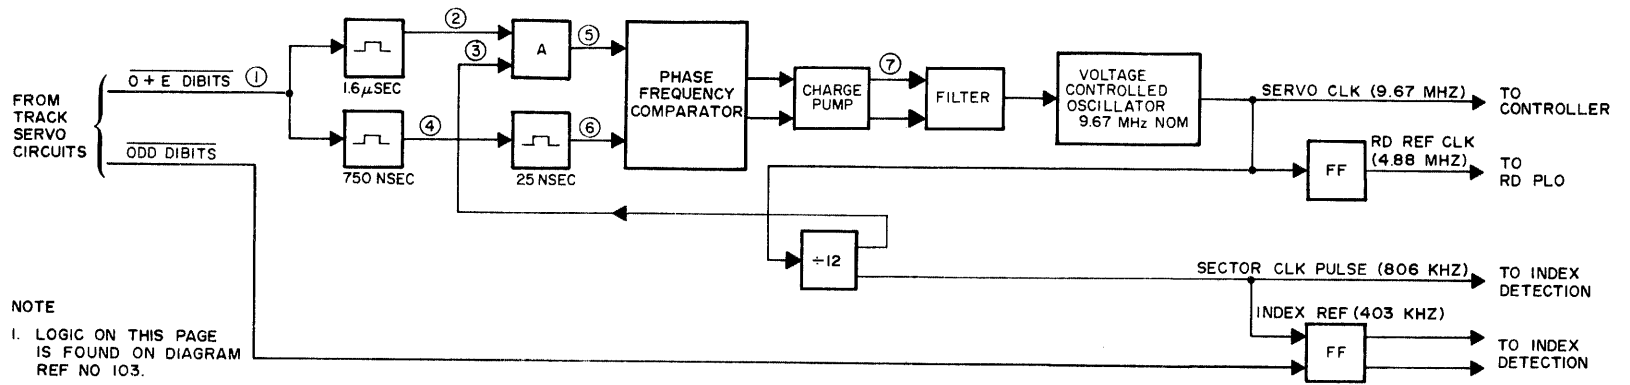 FROM
TRACK
SERVO
CIRCUITS
O + E DIBITS 1
ODD DIBITS
1.6 µSEC
750 NSEC
2
3
4
A
25 NSEC
5
6
PHASE
FREQUENCY
COMPARATOR
CHARGE
PUMP
7
FILTER
VOLTAGE
CONTROLLED
OSCILLATOR
9.67 MHz NOM
SERVO CLK (9.67 MHZ)
TO
CONTROLLER
FF
RD REF CLK
(4.88 MHZ)
TO
RD PLO
÷12
SECTOR CLK PULSE (806 KHZ)
TO INDEX
DETECTION
INDEX REF (403 KHZ)
FF
TO INDEX
DETECTION
NOTE
1. LOGIC ON THIS PAGE
IS FOUND ON DIAGRAM
REF NO 103.